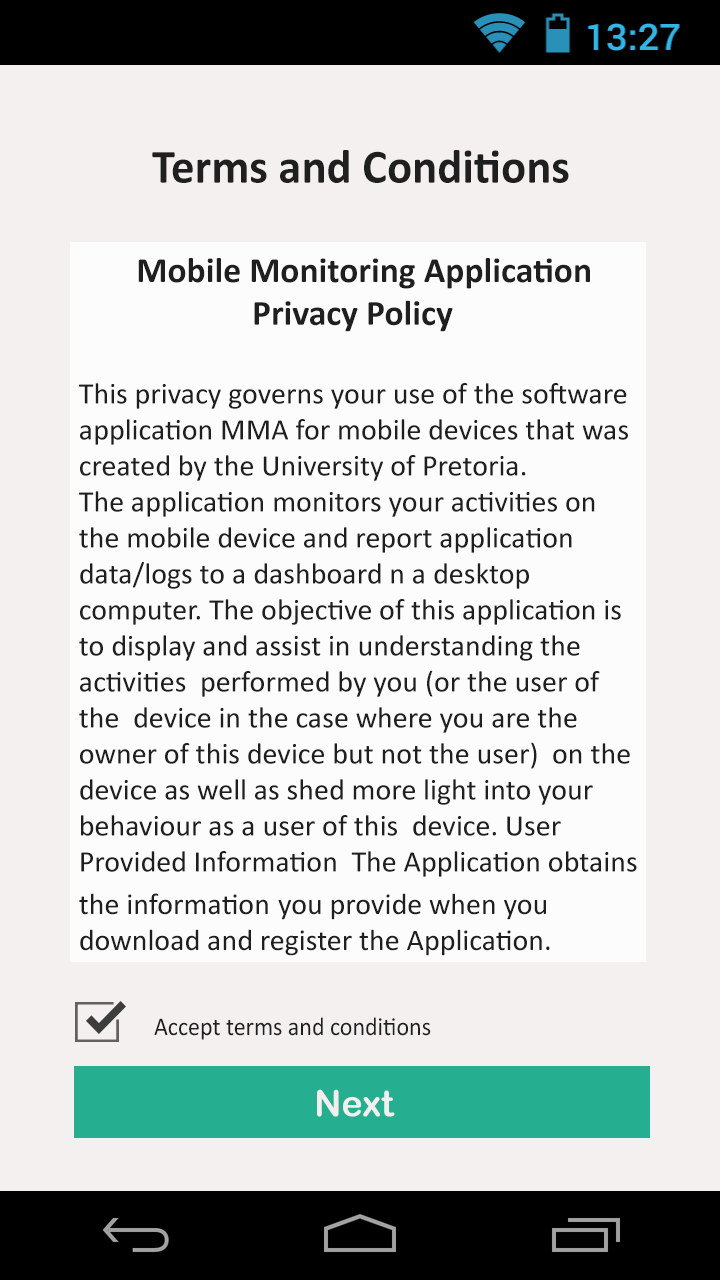 13:27
Terms and Conditions
Mobile Monitoring Application
Privacy Policy
This privacy governs your use of the software
application MMA for mobile devices that was
created by the University of Pretoria.
The application monitors your activities on
the mobile device and report application
data/logs to a dashboard n a desktop
computer. The objective of this application is
to display and assist in understanding the
activities  performed by you (or the user of
the  device in the case where you are the
owner of this device but not the user)  on the
device as well as shed more light into your
behaviour as a user of this  device. User
Provided Information  The Application obtains
the information you provide when you
download and register the Application.
Accept terms and conditions
Next